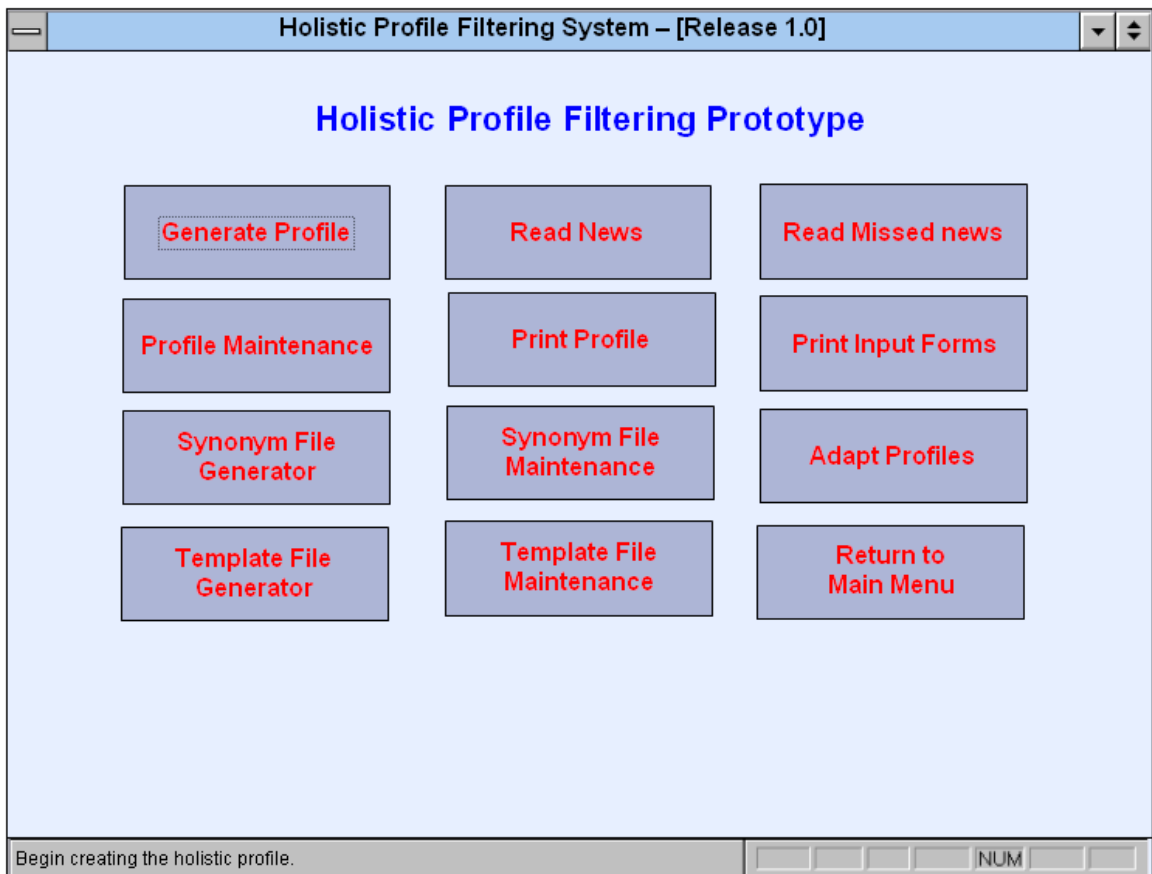 Holistic Profile Filtering System – [Release 1.0]
Holistic Profile Filtering Prototype
Generate Profile
Read News
Read Missed news
Profile Maintenance
Print Profile
Print Input Forms
Synonym File
Generator
Synonym File
Maintenance
Adapt Profiles
Template File
Generator
Template File
Maintenance
Return to
Main Menu
Begin creating the holistic profile.
NUM